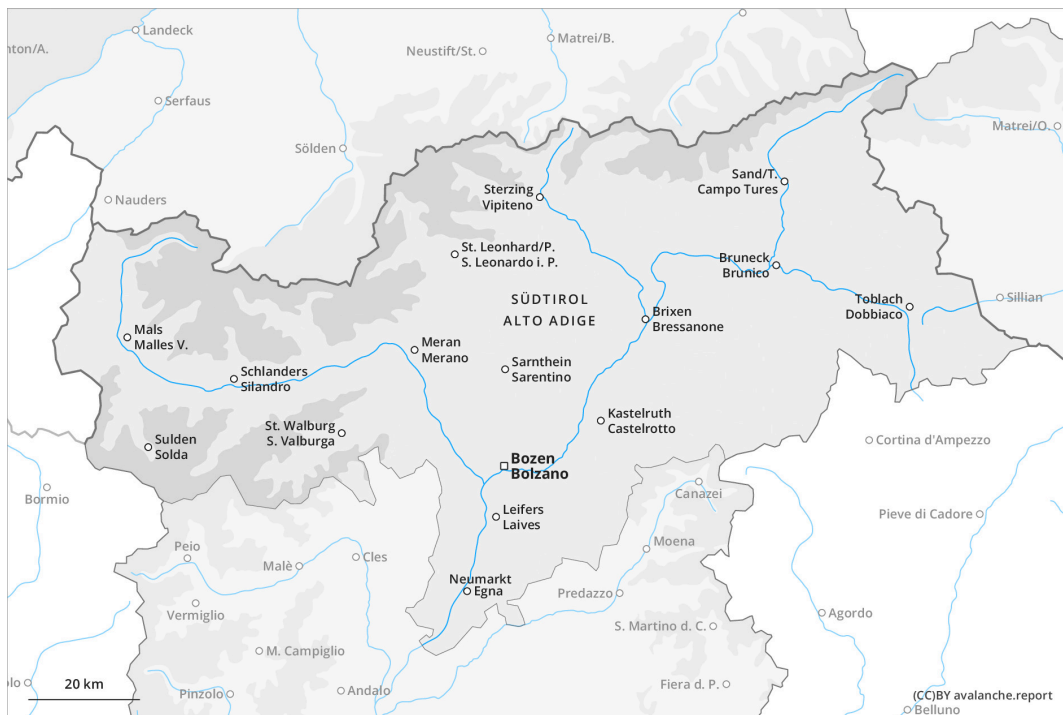 Landeck
nton/A.
Neustift/St.
Matrei/B.
Serfaus
Matrei/O.
Sölden
Sand/T.
Campo Tures
Sterzing
Vipiteno
Nauders
St. Leonhard/P.
S. Leonardo i. P.
Bruneck
Brunico
SÜDTIROL
ALTO ADIGE
Toblach
Dobbiaco
Sillian
Brixen
Bressanone
Mals
Malles V.
Meran
Merano
Sarnthein
Sarentino
Schlanders
Silandro
Kastelruth
Castelrotto
St. Walburg
S. Valburga
Sulden
Solda
Cortina d'Ampezzo
Bozen
Bolzano
Bormio
Canazei
Leifers
Laives
Pieve di Cadore
Peio
Moena
Malè
Cles
Neumarkt
Egna
Predazzo
Vermiglio
Agordo
S. Martino d. C.
M. Campiglio
olo
20 km
Pinzolo
Andalo
Fiera d. P.
(CC)BY avalanche.report
Belluno